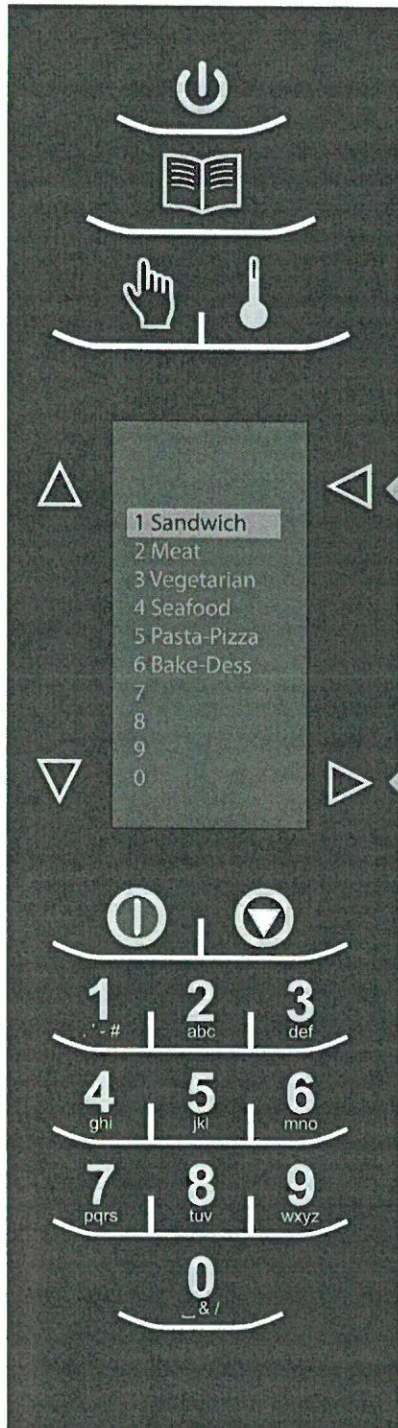 1 Sandwich
2 Meat
3 Vegetarian
4 Seafood
5 Pasta-Pizza
6 Bake-Dess
7
8
9
0
1 2 3
. ' - # abc def
4 5 6
ghi jkl mno
7 8 9
pqrs tuv wxyz
0
_ & /